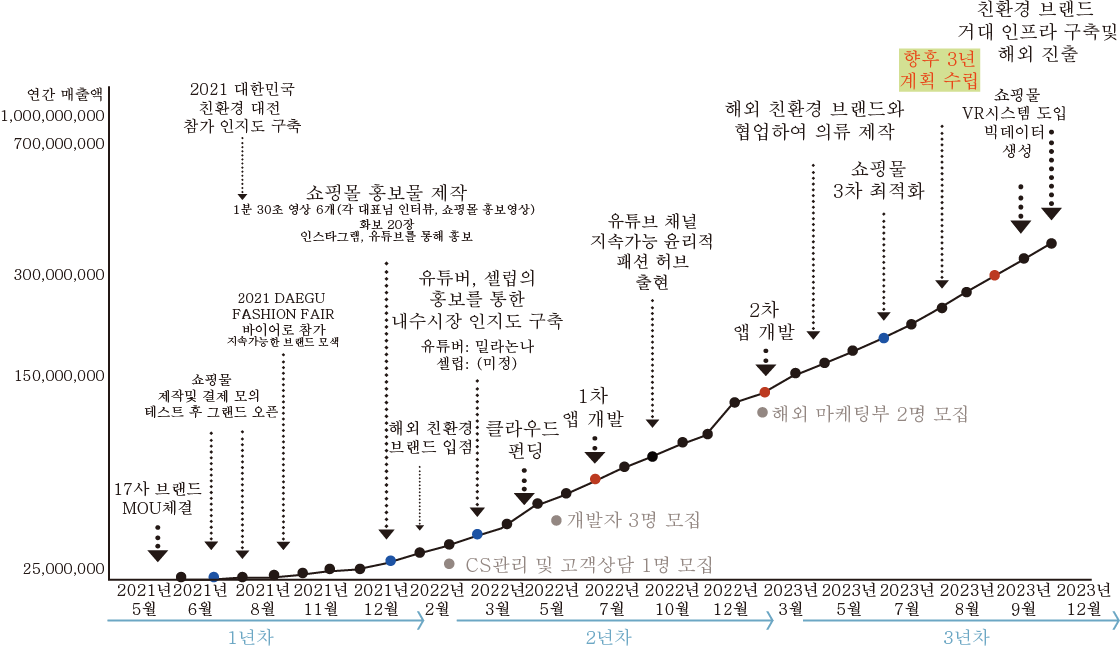 친환경 브랜드
거대 인프라 구축및
해외 진출
향후 3년
계획 수립
연간 매출액
1,000,000,000
700,000,000
300,000,000
150,000,000
25,000,000
2021 대한민국
친환경 대전
참가 인지도 구축
해외 친환경 브랜드와
협업하여 의류 제작
쇼핑몰
VR시스템 도입
빅데이터
생성
쇼핑물
3차 최적화
쇼핑몰 홍보물 제작
1분 30초 영상 6개(각 대표님 인터뷰, 쇼핑몰 홍보영상)
화보 20장
인스타그램, 유튜브를 통해 홍보
유튜브 채널
지속가능 윤리적
패션 허브
출현
유튜버, 셀럽의
홍보를 통한
내수시장 인지도 구축
유튜버: 밀라논나
셀럽: (미정)
2021 DAEGU
FASHION FAIR
바이어로 참가
지속가능한 브랜드 모색
2차
앱 개발
쇼핑물
제작및 결제 모의
테스트 후 그랜드 오픈
1차
앱 개발
해외 마케팅부 2명 모집
해외 친환경
브랜드 입점
클라우드
펀딩
17사 브랜드
MOU체결
개발자 3명 모집
CS관리 및 고객상담 1명 모집
2021년
5월
2021년
6월
2021년
8월
2021년
11월
2021년
12월
2022년
2월
2022년
3월
2022년
5월
2022년
7월
2022년
10월
2022년
12월
2023년
3월
2023년
5월
2023년
7월
2023년
8월
2023년
9월
2023년
12월
1년차
2년차
3년차